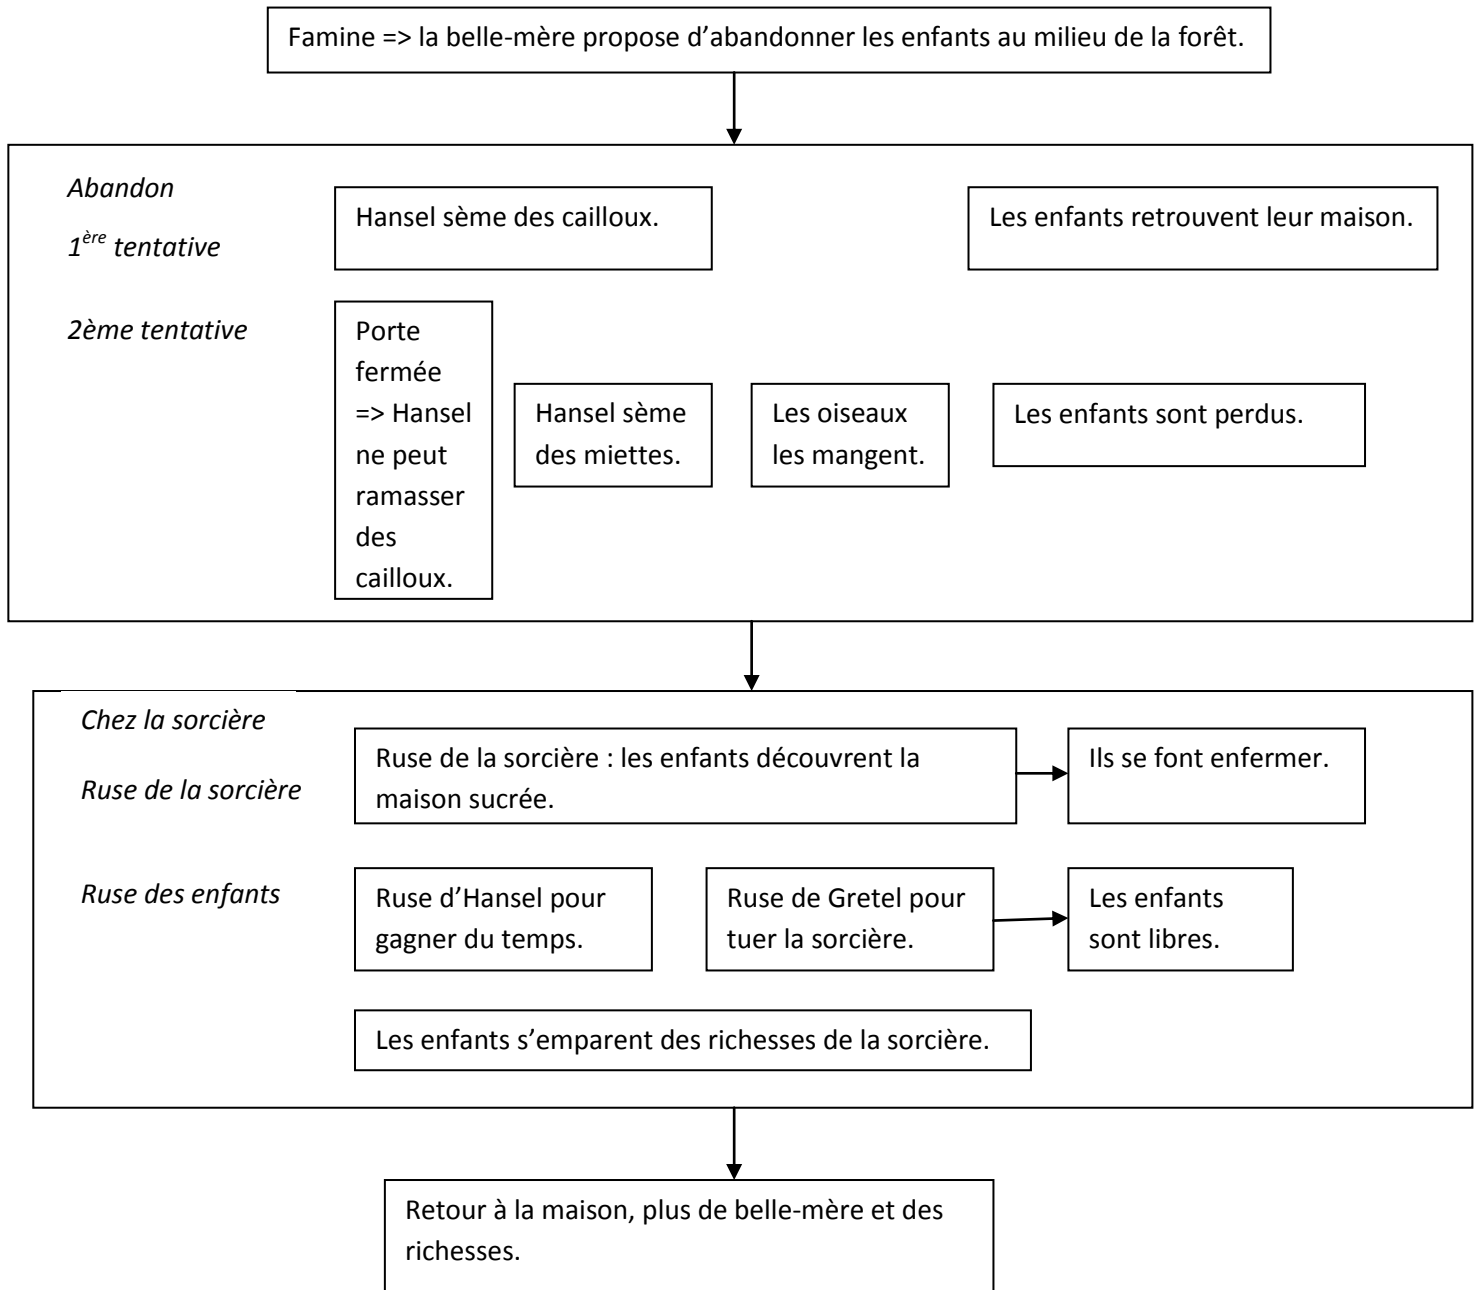 Famine => la belle-mère propose d’abandonner les enfants au milieu de la forêt.
Abandon
1ère tentative
Hansel sème des cailloux.
Les enfants retrouvent leur maison.
2ème tentative
Porte
fermée
=> Hansel
ne peut
ramasser
des
cailloux.
Hansel sème
des miettes.
Les oiseaux
les mangent.
Les enfants sont perdus.
Chez la sorcière
Ruse de la sorcière
Ruse de la sorcière : les enfants découvrent la
maison sucrée.
Ils se font enfermer.
Ruse des enfants
Ruse d’Hansel pour
gagner du temps.
Ruse de Gretel pour
tuer la sorcière.
Les enfants
sont libres.
Les enfants s’emparent des richesses de la sorcière.
Retour à la maison, plus de belle-mère et des
richesses.